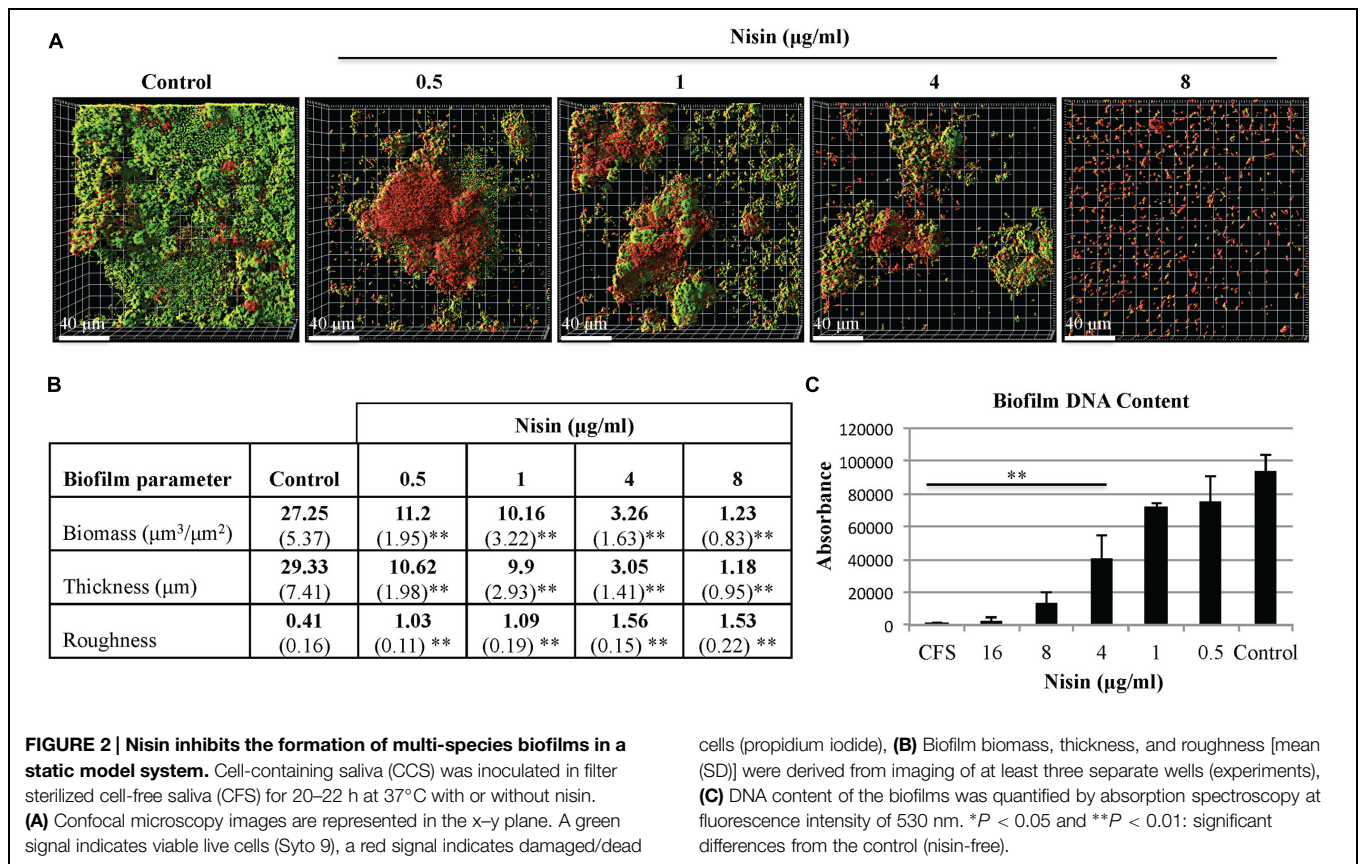 A
Nisin (µg/ml)
Control 0.5 1 4 8
40 µm 40 µm 40 µm 40 µm 40 µm
B
Nisin (µg/ml)
Biofilm parameter Control 0.5 1 4 8
Biomass (µm³/µm²) 27.25 11.2 10.16 3.26 1.23
(5.37) (1.95)** (3.22)** (1.63)** (0.83)**
Thickness (µm) 29.33 10.62 9.9 3.05 1.18
(7.41) (1.98)** (2.93)** (1.41)** (0.95)**
Roughness 0.41 1.03 1.09 1.56 1.53
(0.16) (0.11) ** (0.19) ** (0.15) ** (0.22) **
C
Biofilm DNA Content
Absorbance
120000
100000
80000
60000
40000
20000
0
**
CFS 16 8 4 1 0.5 Control
Nisin (µg/ml)
FIGURE 2 | Nisin inhibits the formation of multi-species biofilms in a
static model system. Cell-containing saliva (CCS) was inoculated in filter
sterilized cell-free saliva (CFS) for 20–22 h at 37°C with or without nisin.
(A) Confocal microscopy images are represented in the x–y plane. A green
signal indicates viable live cells (Syto 9), a red signal indicates damaged/dead
cells (propidium iodide), (B) Biofilm biomass, thickness, and roughness [mean
(SD)] were derived from imaging of at least three separate wells (experiments),
(C) DNA content of the biofilms was quantified by absorption spectroscopy at
fluorescence intensity of 530 nm. *P < 0.05 and **P < 0.01: significant
differences from the control (nisin-free).